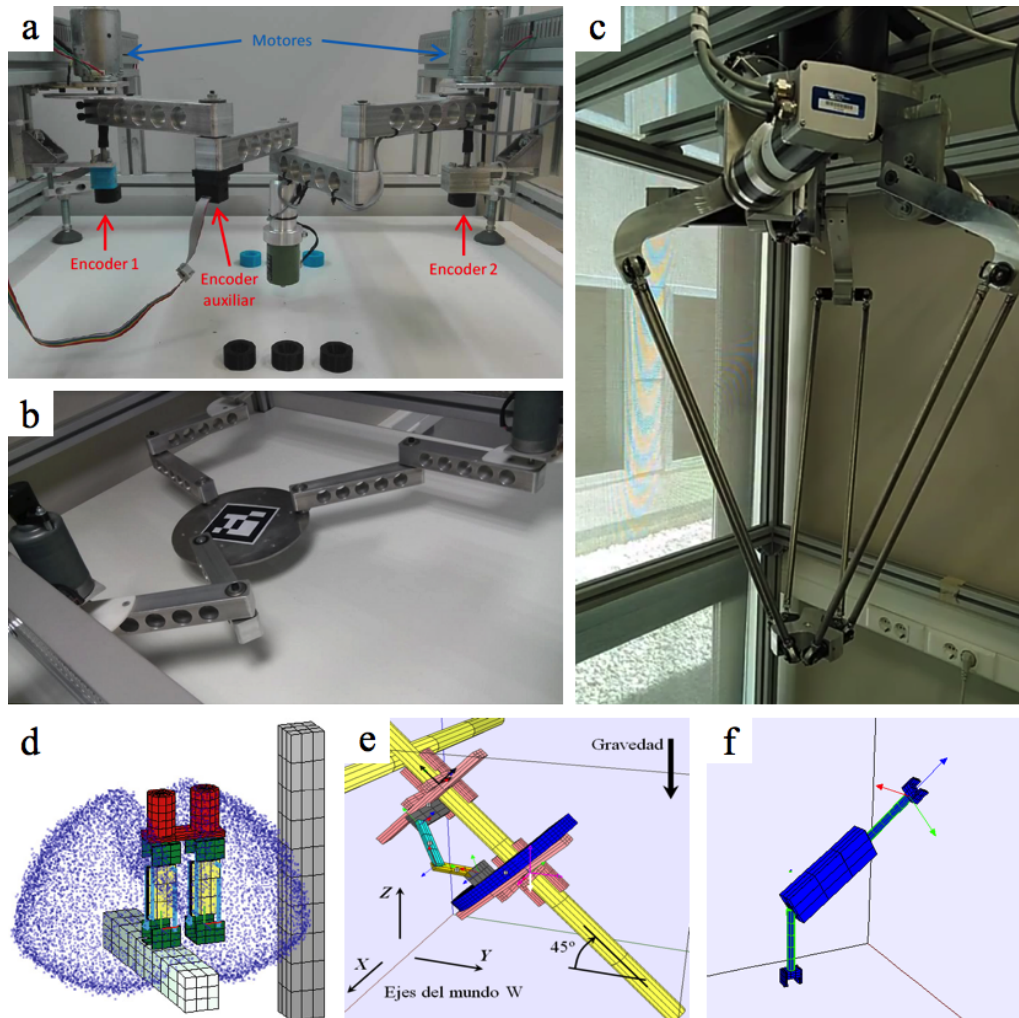 a
Motores
Encoder 1
Encoder
auxiliar
Encoder 2
b
c
d
e
Gravedad
Z
Y
X
45º
Ejes del mundo W
f